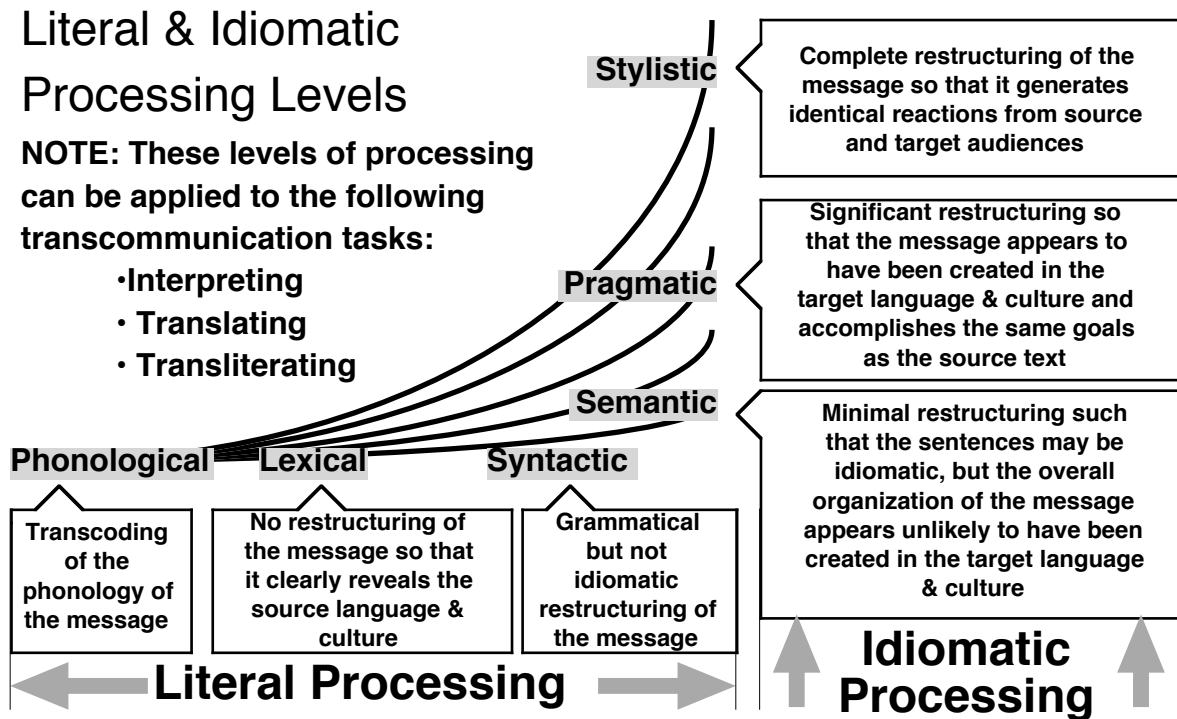 Literal & Idiomatic
Processing Levels
NOTE: These levels of processing
can be applied to the following
transcommunication tasks:
•Interpreting
• Translating
• Transliterating
Stylistic
Complete restructuring of the
message so that it generates
identical reactions from source
and target audiences
Pragmatic
Significant restructuring so
that the message appears to
have been created in the
target language & culture and
accomplishes the same goals
as the source text
Semantic
Minimal restructuring such
that the sentences may be
idiomatic, but the overall
organization of the message
appears unlikely to have been
created in the target language
& culture
Phonological
Transcoding
of the
phonology of
the message
Lexical
No restructuring of
the message so that
it clearly reveals the
source language &
culture
Syntactic
Grammatical
but not
idiomatic
restructuring of
the message
Literal Processing
Idiomatic
Processing